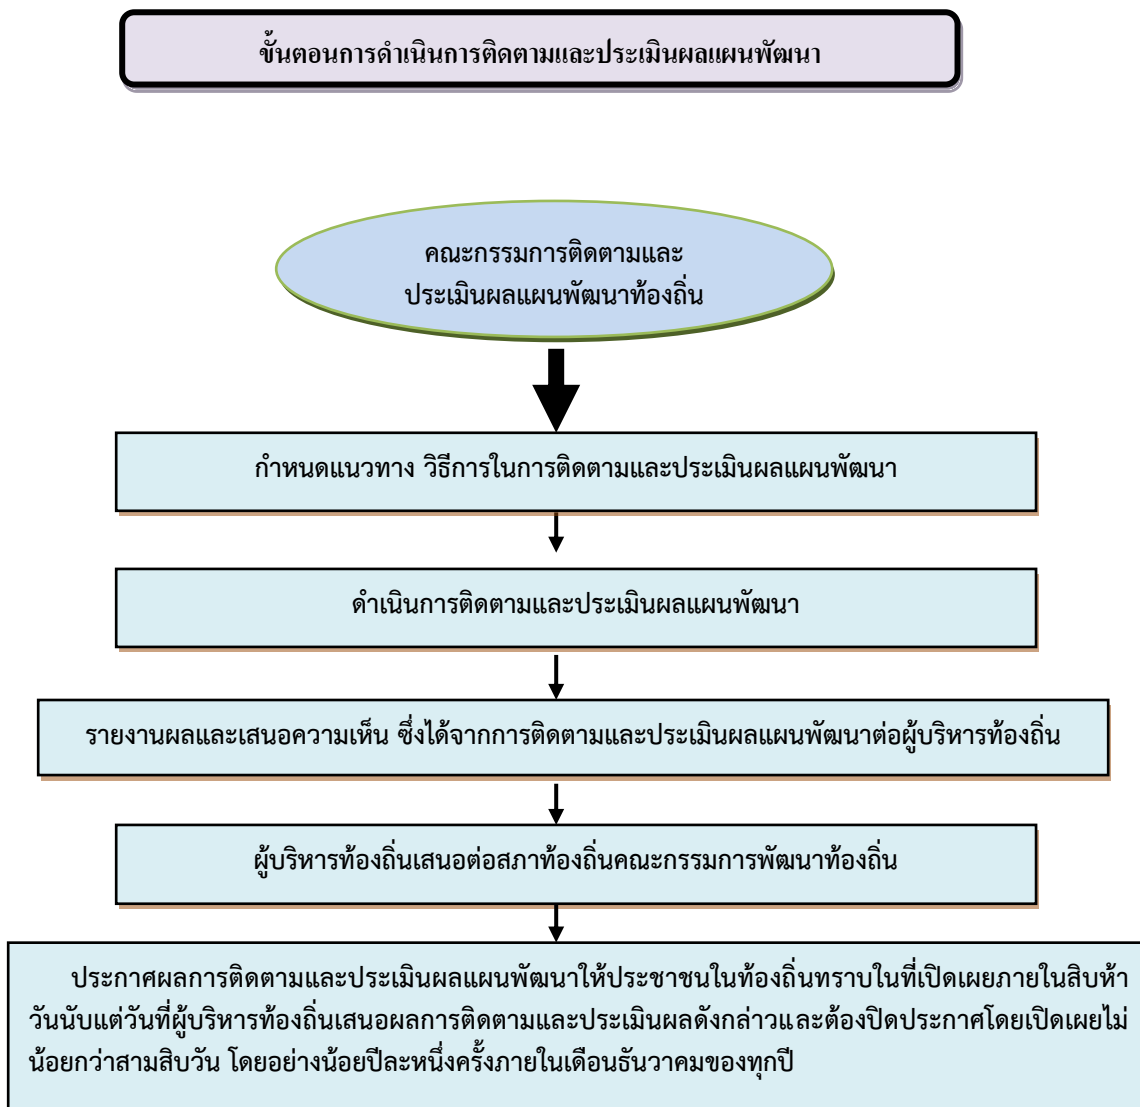 ขั้นตอนการดำเนินการติดตามและประเมินผลแผนพัฒนา
คณะกรรมการติดตามและ
ประเมินผลแผนพัฒนาท้องถิ่น
กำหนดแนวทาง วิธีการในการติดตามและประเมินผลแผนพัฒนา
ดำเนินการติดตามและประเมินผลแผนพัฒนา
รายงานผลและเสนอความเห็น ซึ่งได้จากการติดตามและประเมินผลแผนพัฒนาต่อผู้บริหารท้องถิ่น
ผู้บริหารท้องถิ่นเสนอต่อสภาท้องถิ่นคณะกรรมการพัฒนาท้องถิ่น
ประกาศผลการติดตามและประเมินผลแผนพัฒนาให้ประชาชนในท้องถิ่นทราบในที่เปิดเผยภายในสิบห้า
วันนับแต่วันที่ผู้บริหารท้องถิ่นเสนอผลการติดตามและประเมินผลดังกล่าวและต้องปิดประกาศโดยเปิดเผยไม่
น้อยกว่าสามสิบวัน โดยอย่างน้อยปีละหนึ่งครั้งภายในเดือนธันวาคมของทุกปี